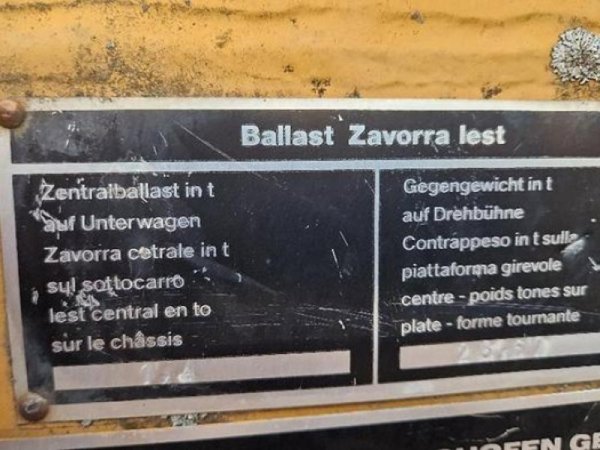 Ballast Zavorra lest
Zentralballast in t
auf Unterwagen
Zavorra cetrale in t
sul sottocarro
lest central en to
sur le châssis
Gegengewicht in t
auf Drehbühne
Contrappeso in t sulla
piattaforma girevole
centre - poids tones sur
plate - forme tournante